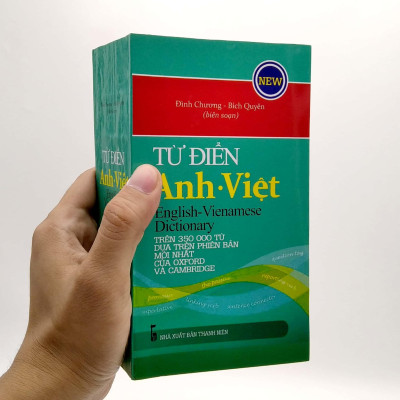 NEW
Đình Chương - Bích Quyên
(biên soạn)
TỪ ĐIỂN
Anh·Việt
English-Vienamese
Dictionary
TRÊN 350 000 TỪ
DỰA TRÊN PHIÊN BẢN
MỚI NHẤT
CỦA OXFORD
VÀ CAMBRIDGE
NHÀ XUẤT BẢN THANH NIÊN
TỪ ĐIỂN
Anh·Việt